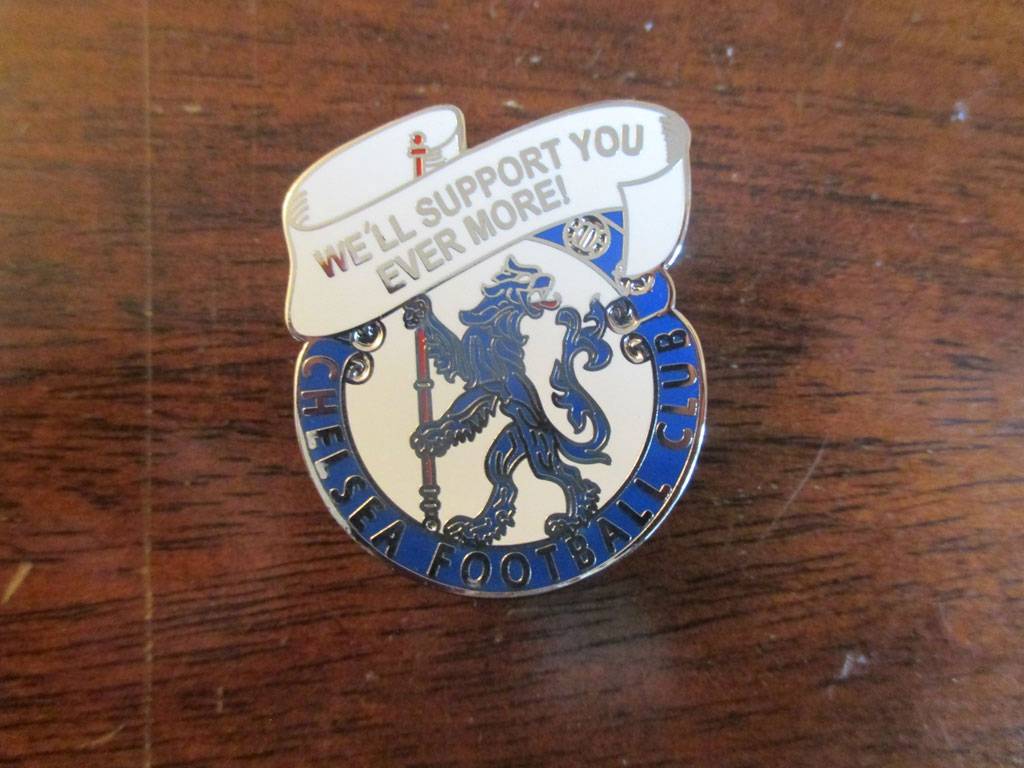 WE'LL SUPPORT YOU
EVER MORE!
CHELSEA FOOTBALL CLUB